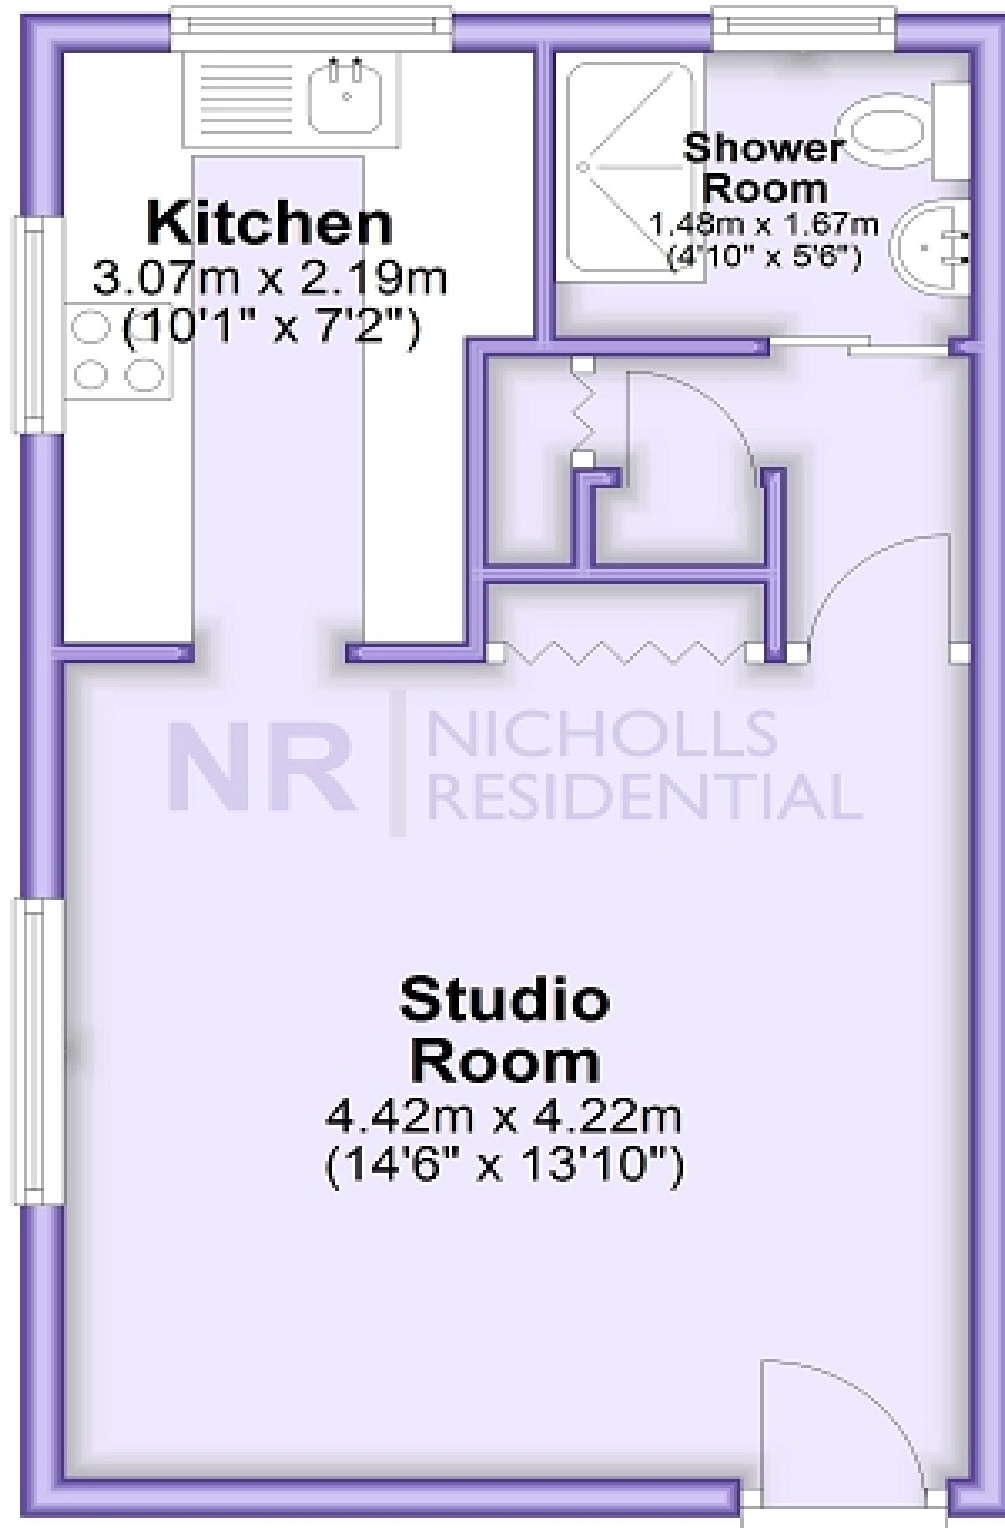 Kitchen
3.07m x 2.19m
(10'1" x 7'2")
Shower
Room
1.48m x 1.67m
(4'10" x 5'6")
NR
NICHOLLS
RESIDENTIAL
Studio
Room
4.42m x 4.22m
(14'6" x 13'10")